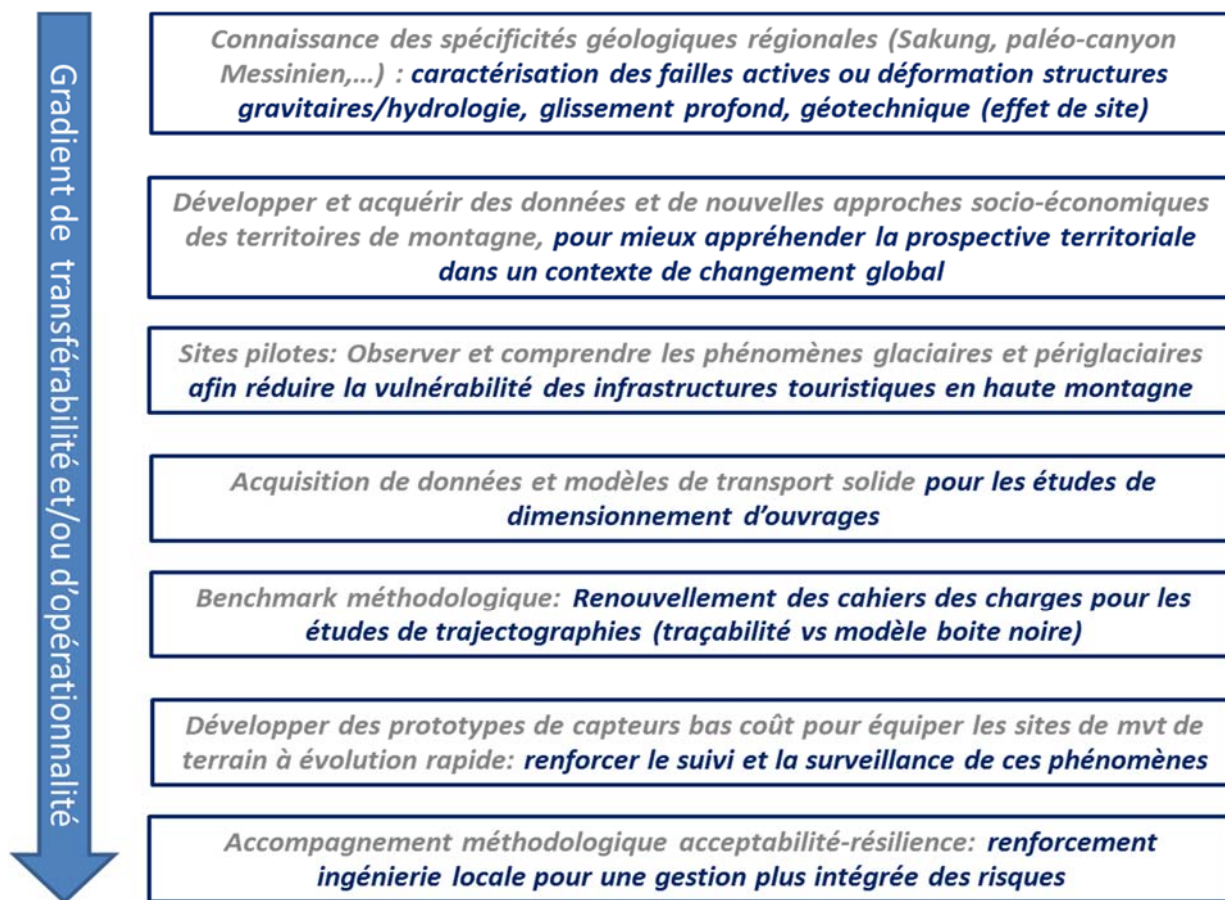 Gradient de transférabilité et/ou d'opérationnalité
Connaissance des spécificités géologiques régionales (Sakung, paléo-canyon
Messinien,...) : caractérisation des failles actives ou déformation structures
gravitaires/hydrologie, glissement profond, géotechnique (effet de site)
Développer et acquérir des données et de nouvelles approches socio-économiques
des territoires de montagne, pour mieux appréhender la prospective territoriale
dans un contexte de changement global
Sites pilotes: Observer et comprendre les phénomènes glaciaires et périglaciaires
afin réduire la vulnérabilité des infrastructures touristiques en haute montagne
Acquisition de données et modèles de transport solide pour les études de
dimensionnement d'ouvrages
Benchmark méthodologique: Renouvellement des cahiers des charges pour les
études de trajectographies (traçabilité vs modèle boite noire)
Développer des prototypes de capteurs bas coût pour équiper les sites de mvt de
terrain à évolution rapide: renforcer le suivi et la surveillance de ces phénomènes
Accompagnement méthodologique acceptabilité-résilience: renforcement
ingénierie locale pour une gestion plus intégrée des risques